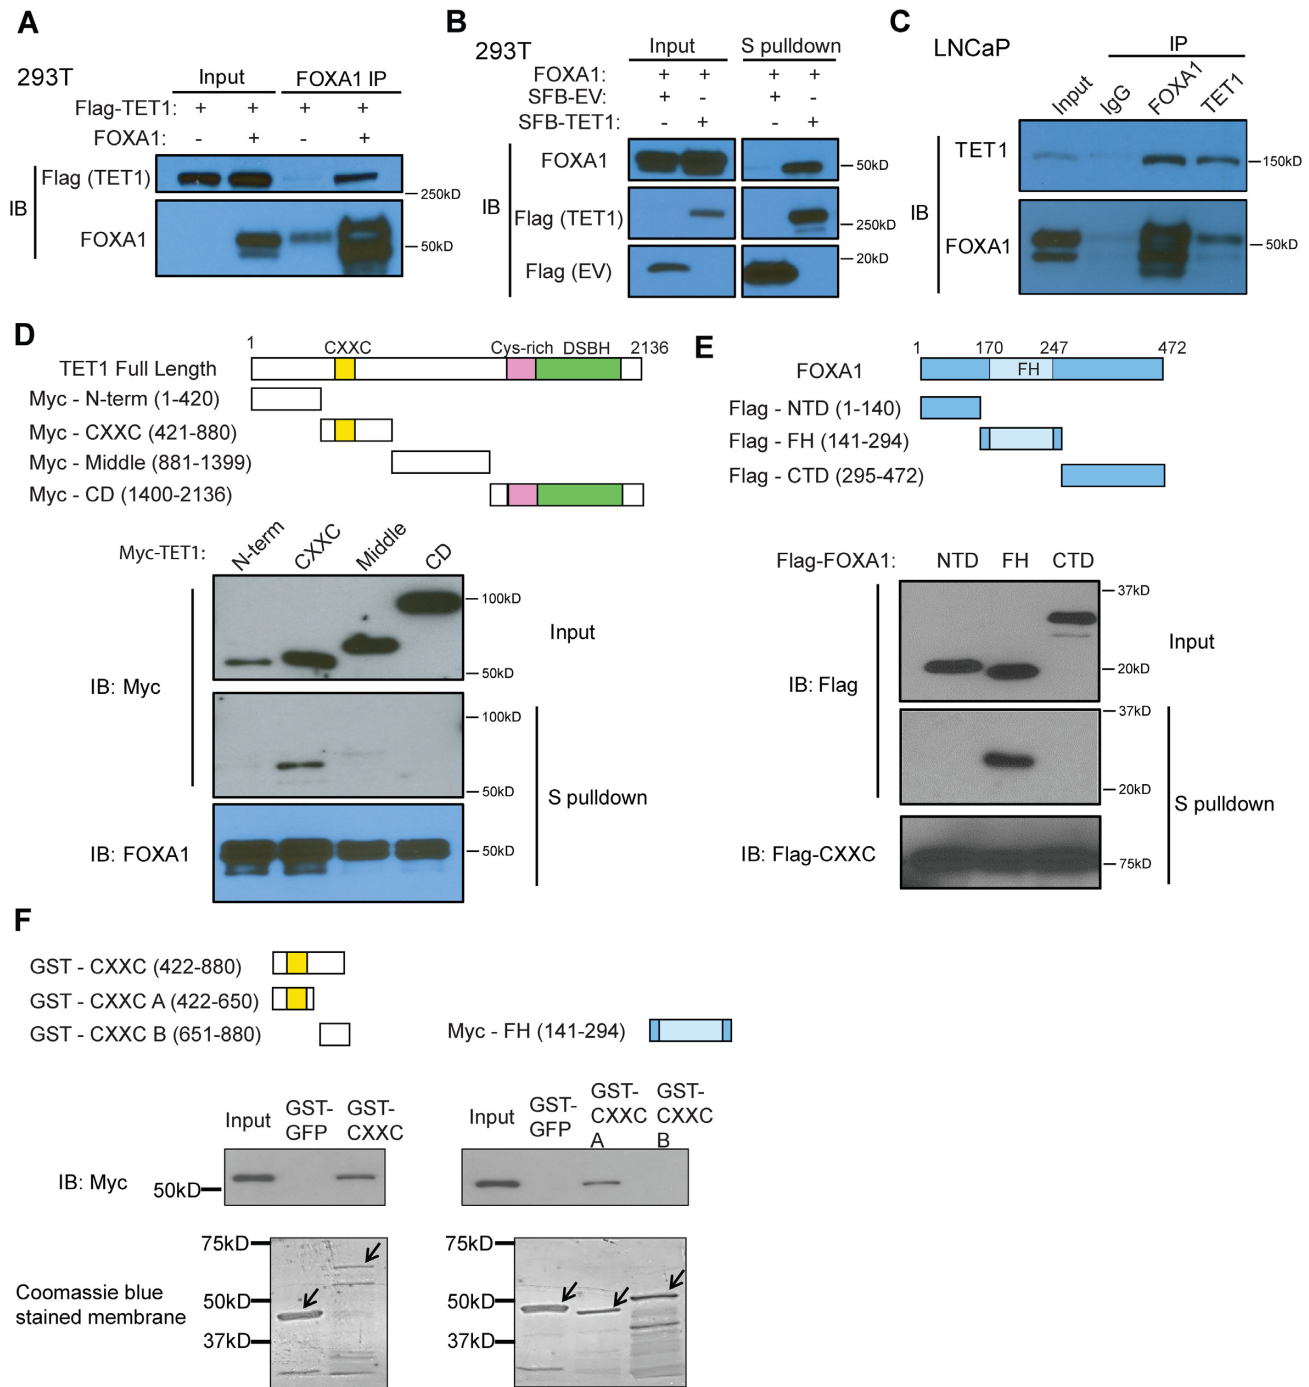 A
293T
Input
FOXA1 IP
Flag-TET1: + + + +
FOXA1: - + - +
IB
Flag (TET1)
250kD
FOXA1
50kD
B
293T
Input
S pulldown
FOXA1: + + + +
SFB-EV: + - + -
SFB-TET1: - + - +
IB
FOXA1
50kD
Flag (TET1)
250kD
Flag (EV)
20kD
C
LNCaP
IP
Input IgG FOXA1 TET1
IB
TET1
150kD
FOXA1
50kD
D
1 CXXC Cys-rich DSBH 2136
TET1 Full Length
Myc - N-term (1-420)
Myc - CXXC (421-880)
Myc - Middle (881-1399)
Myc - CD (1400-2136)
Myc-TET1: N-term CXXC Middle CD
IB: Myc
100kD
50kD
Input
100kD
50kD
S pulldown
IB: FOXA1
50kD
E
1 170 247 472
FOXA1
FH
Flag - NTD (1-140)
Flag - FH (141-294)
Flag - CTD (295-472)
Flag-FOXA1: NTD FH CTD
IB: Flag
37kD
20kD
Input
37kD
20kD
S pulldown
IB: Flag-CXXC
75kD
F
GST - CXXC (422-880)
GST - CXXC A (422-650)
GST - CXXC B (651-880)
Myc - FH (141-294)
Input
GST-
GFP
GST-
CXXC
IB: Myc
50kD
Input
GST-
GFP
GST-
CXXC
A
GST-
CXXC
B
Coomassie blue
stained membrane
75kD
50kD
37kD
75kD
50kD
37kD